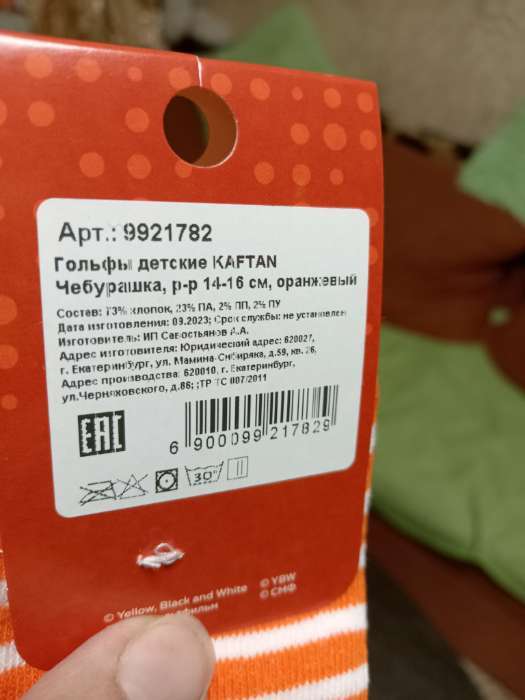 Арт.: 9921782
Гольфы детские KAFTAN
Чебурашка, р-р 14-16 см, оранжевый
Состав: 73% хлопок, 23% ПА, 2% ПП, 2% ПУ
Дата изготовления: 09.2023; Срок службы: не установлен
Изготовитель: ИП Савостьянов А.А.
Адрес изготовителя: Юридический адрес: 620027,
г. Екатеринбург, ул. Мамина-Сибиряка, д.59, кв. 26,
Адрес производства: 620010, г. Екатеринбург,
ул.Черняховского, д.86; ;ТР ТС 007/2011
EAC
6 900099 217829
30°
© Yellow, Black and White
© YBW
© СМФ